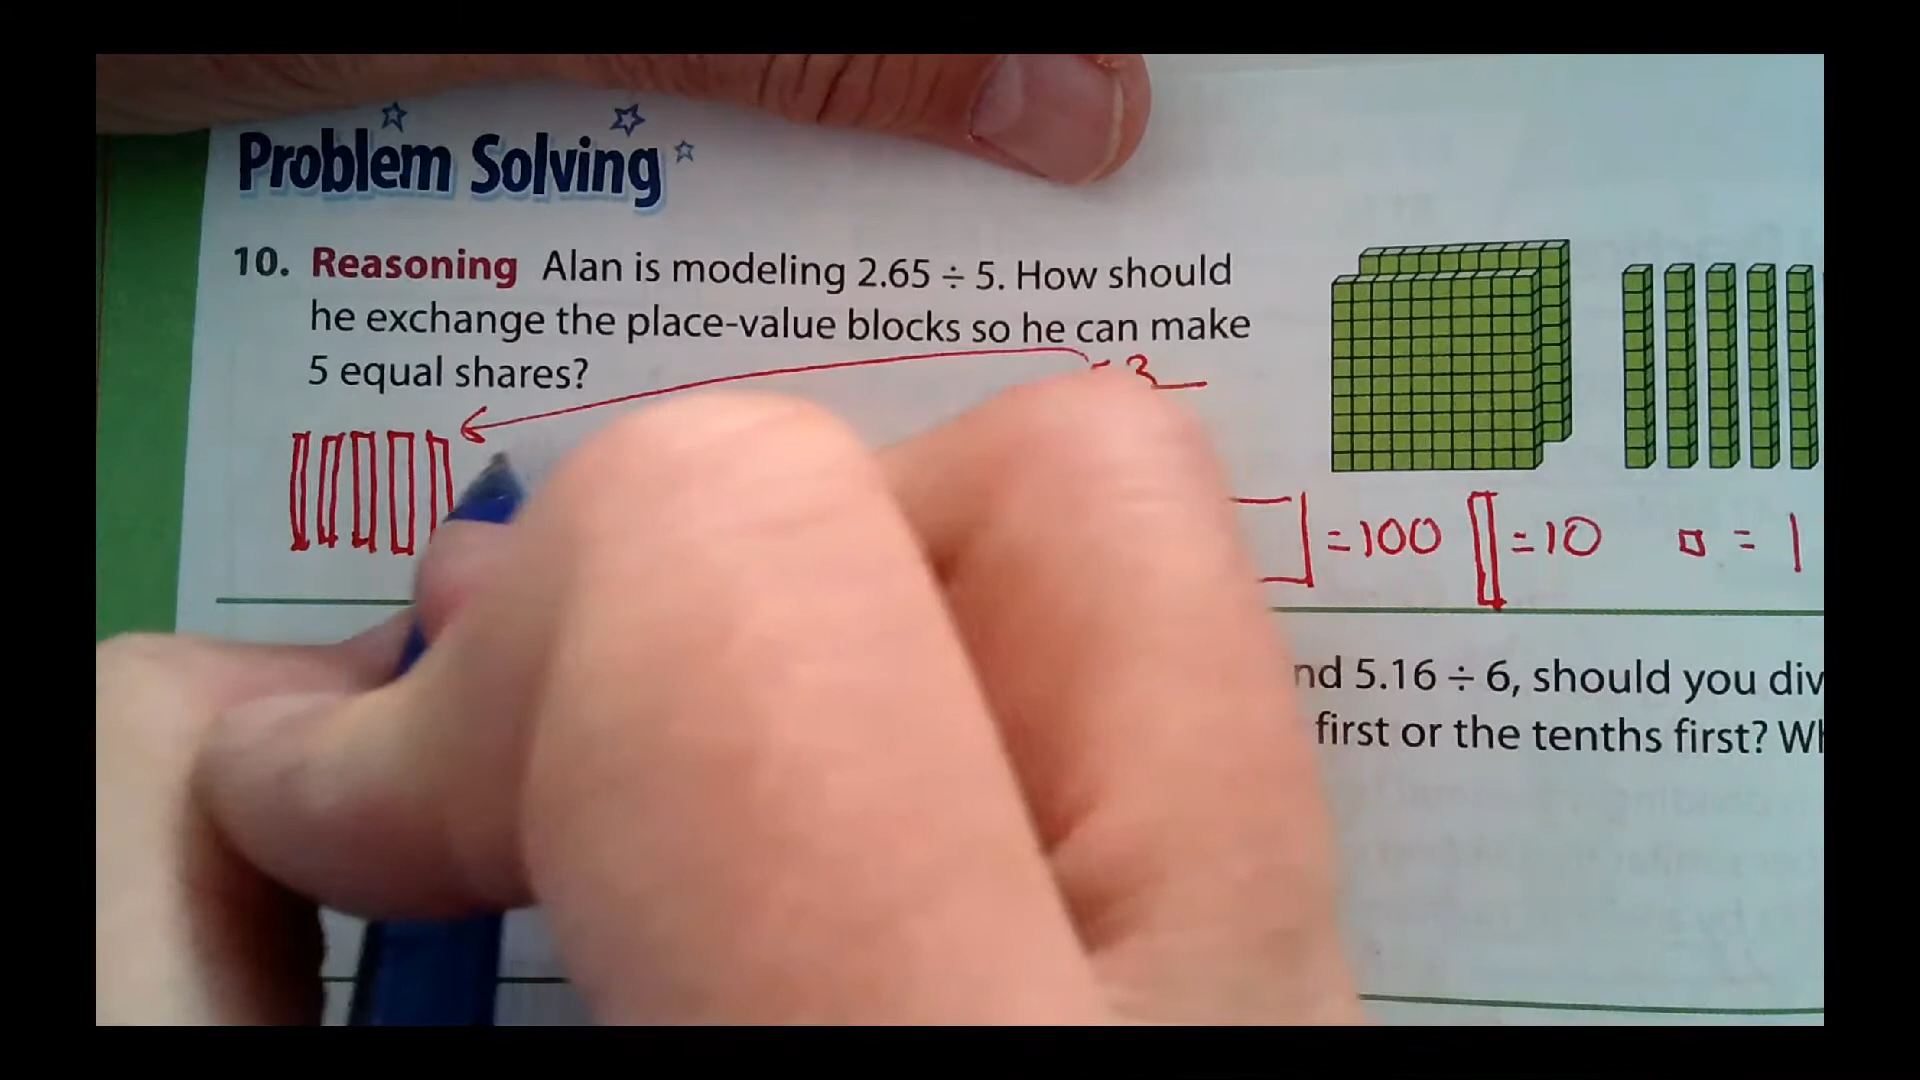 Problem Solving
10. Reasoning Alan is modeling 2.65 ÷ 5. How should
he exchange the place-value blocks so he can make
5 equal shares?
=100 =10 = 1
nd 5.16 ÷ 6, should you div
first or the tenths first?